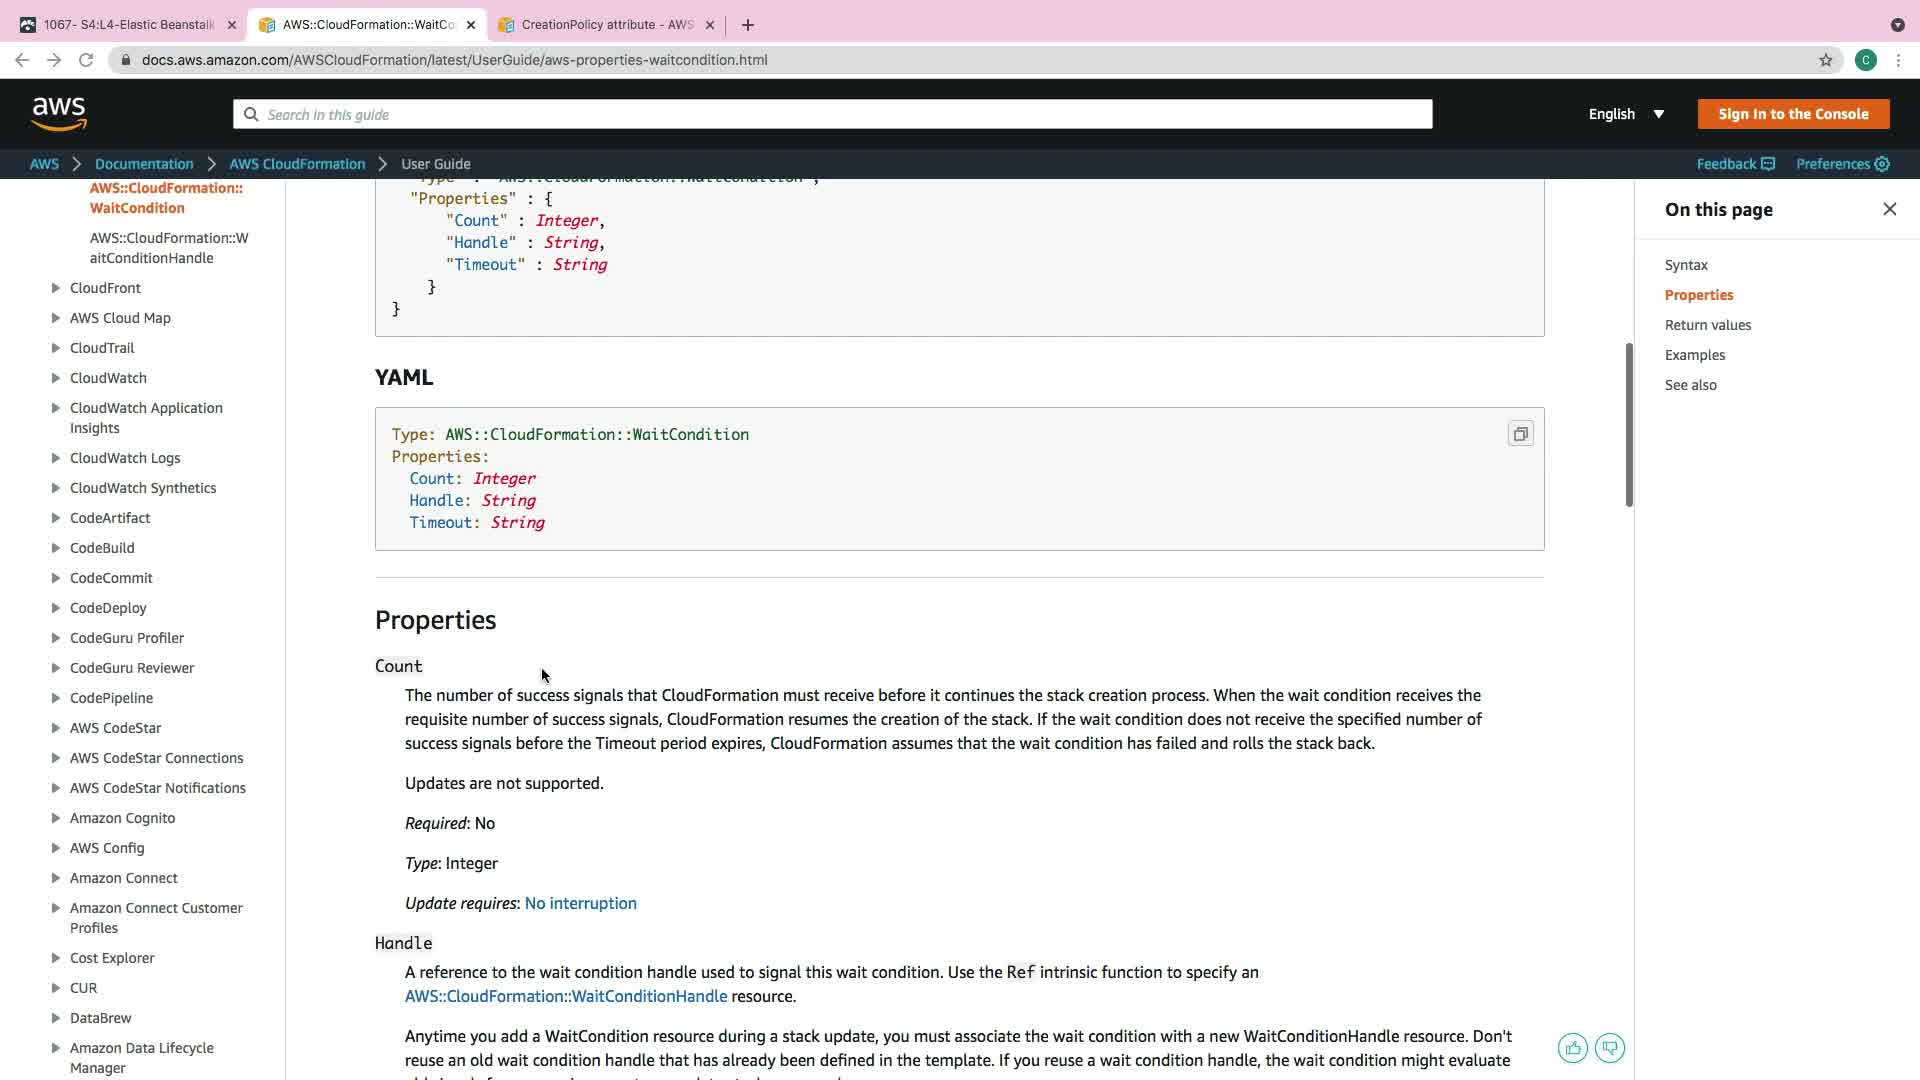 1067- S4:L4-Elastic Beanstalk
AWS::CloudFormation::WaitCo
CreationPolicy attribute - AWS
docs.aws.amazon.com/AWSCloudFormation/latest/UserGuide/aws-properties-waitcondition.html
C
aws
Search in this guide
English
Sign In to the Console
AWS
Documentation
AWS CloudFormation
User Guide
Feedback
Preferences
AWS::CloudFormation::
WaitCondition
AWS::CloudFormation::W
aitConditionHandle
CloudFront
AWS Cloud Map
CloudTrail
CloudWatch
CloudWatch Application
Insights
CloudWatch Logs
CloudWatch Synthetics
CodeArtifact
CodeBuild
CodeCommit
CodeDeploy
CodeGuru Profiler
CodeGuru Reviewer
CodePipeline
AWS CodeStar
AWS CodeStar Connections
AWS CodeStar Notifications
Amazon Cognito
AWS Config
Amazon Connect
Amazon Connect Customer
Profiles
Cost Explorer
CUR
DataBrew
Amazon Data Lifecycle
Manager
"Type" : "AWS::CloudFormation::WaitCondition",
"Properties" : {
"Count" : Integer,
"Handle" : String,
"Timeout" : String
}
}
YAML
Type: AWS::CloudFormation::WaitCondition
Properties:
Count: Integer
Handle: String
Timeout: String
Properties
Count
The number of success signals that CloudFormation must receive before it continues the stack creation process. When the wait condition receives the
requisite number of success signals, CloudFormation resumes the creation of the stack. If the wait condition does not receive the specified number of
success signals before the Timeout period expires, CloudFormation assumes that the wait condition has failed and rolls the stack back.
Updates are not supported.
Required: No
Type: Integer
Update requires: No interruption
Handle
A reference to the wait condition handle used to signal this wait condition. Use the Ref intrinsic function to specify an
AWS::CloudFormation::WaitConditionHandle resource.
Anytime you add a WaitCondition resource during a stack update, you must associate the wait condition with a new WaitConditionHandle resource. Don't
reuse an old wait condition handle that has already been defined in the template. If you reuse a wait condition handle, the wait condition might evaluate
On this page
Syntax
Properties
Return values
Examples
See also